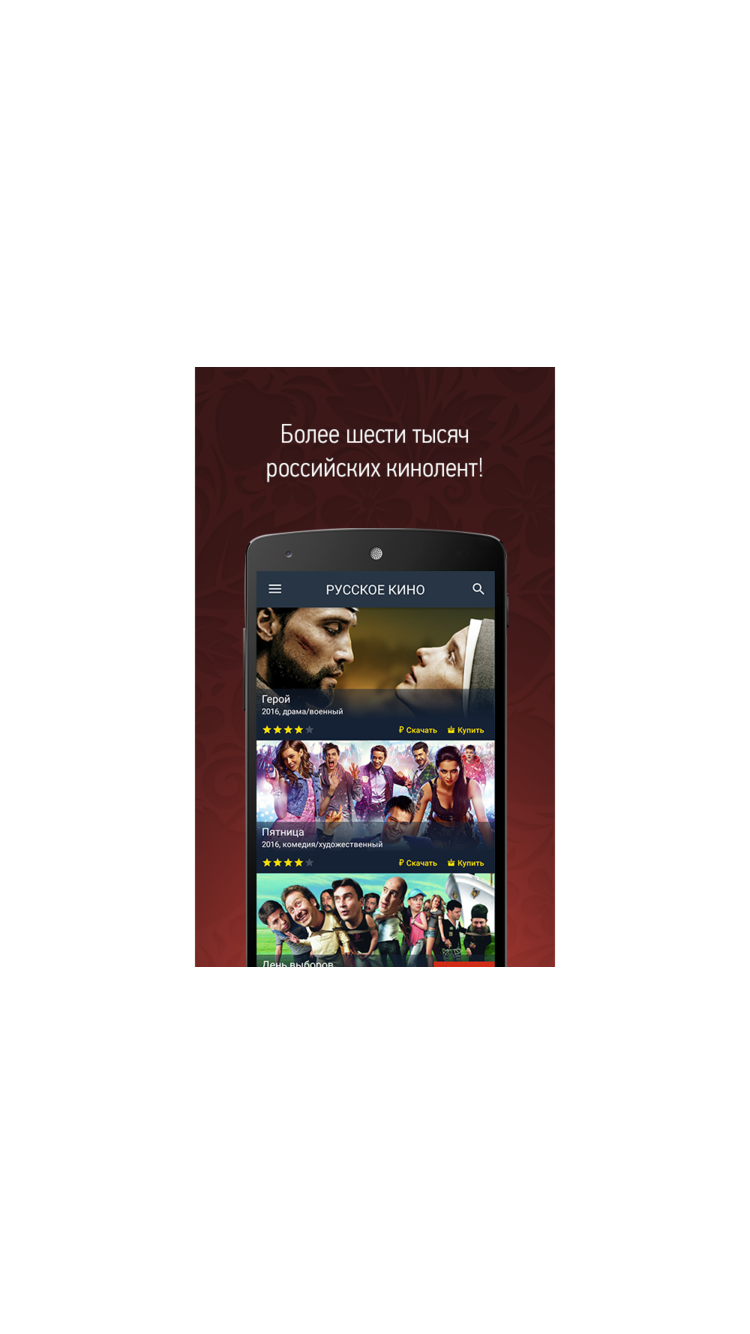 Более шести тысяч
российских кинолент!
РУССКОЕ КИНО
Герой
2016, драма/военный
₽ Скачать Купить
Пятница
2016, комедия/художественный
₽ Скачать Купить
День выборов